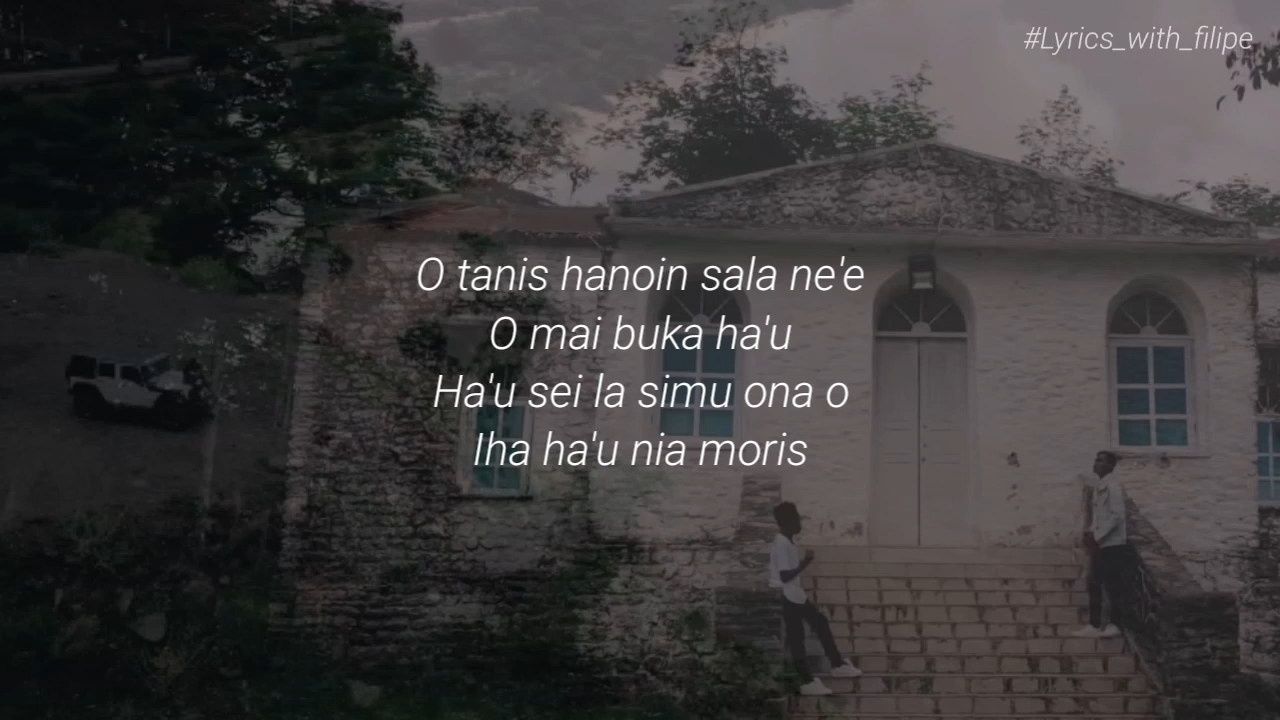 #Lyrics_with_filipe
O tanis hanoin sala ne'e
O mai buka ha'u
Ha'u sei la simu ona o
Iha ha'u nia moris